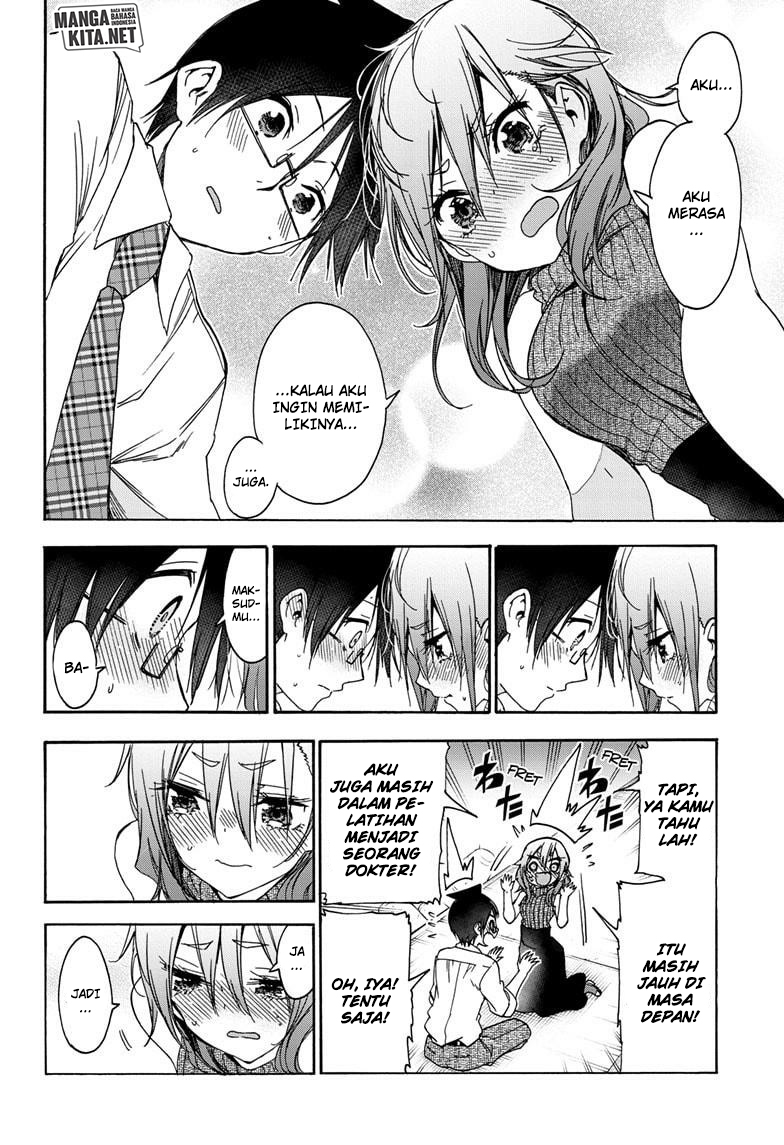 MANGA
BACA MANGA
BAHASA
INDONESIA
KITA.NET
AKU...
AKU
MERASA
...
...KALAU AKU
INGIN MEMI-
LIKINYA...
...
JUGA.
MAK-
SUD-
MU...
BA-
TAPI,
YA KAMU
TAHU
LAH!
FRET
わた
FRET
わた
AKU
JUGA MASIH
DALAM PE-
LATIHAN
MENJADI
SEORANG
DOKTER!
ITU
MASIH
JAUH DI
MASA
DEPAN!
OH, IYA!
TENTU
SAJA!
JA
...
JADI
...